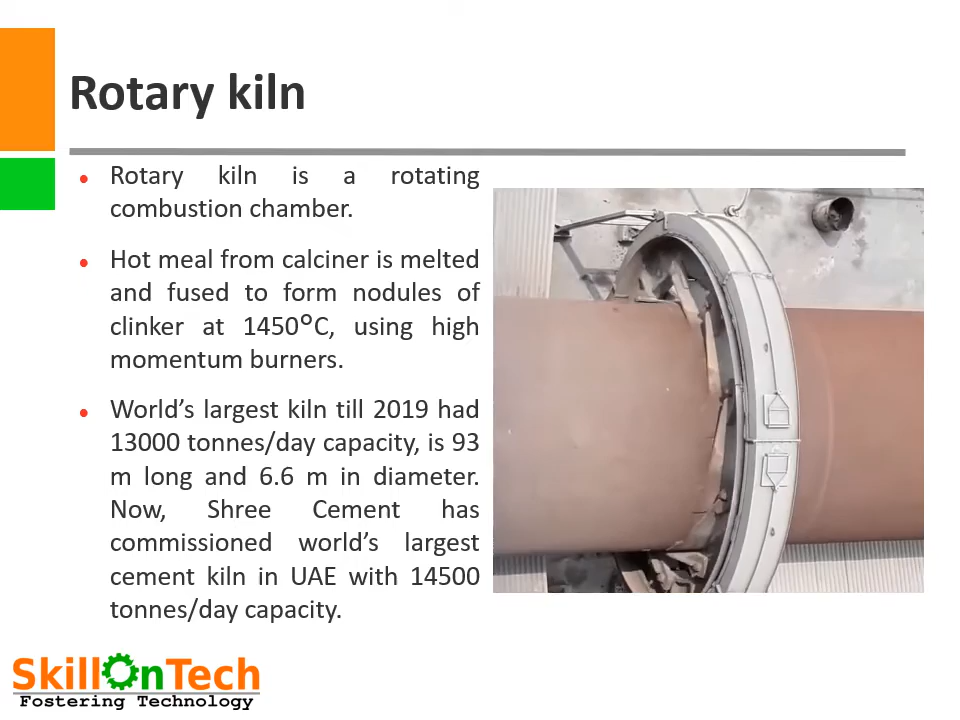 Rotary kiln
• Rotary kiln is a rotating
combustion chamber.
• Hot meal from calciner is melted
and fused to form nodules of
clinker at 1450°C, using high
momentum burners.
• World’s largest kiln till 2019 had
13000 tonnes/day capacity, is 93
m long and 6.6 m in diameter.
Now, Shree Cement has
commissioned world’s largest
cement kiln in UAE with 14500
tonnes/day capacity.
SkillOnTech
Fostering Technology